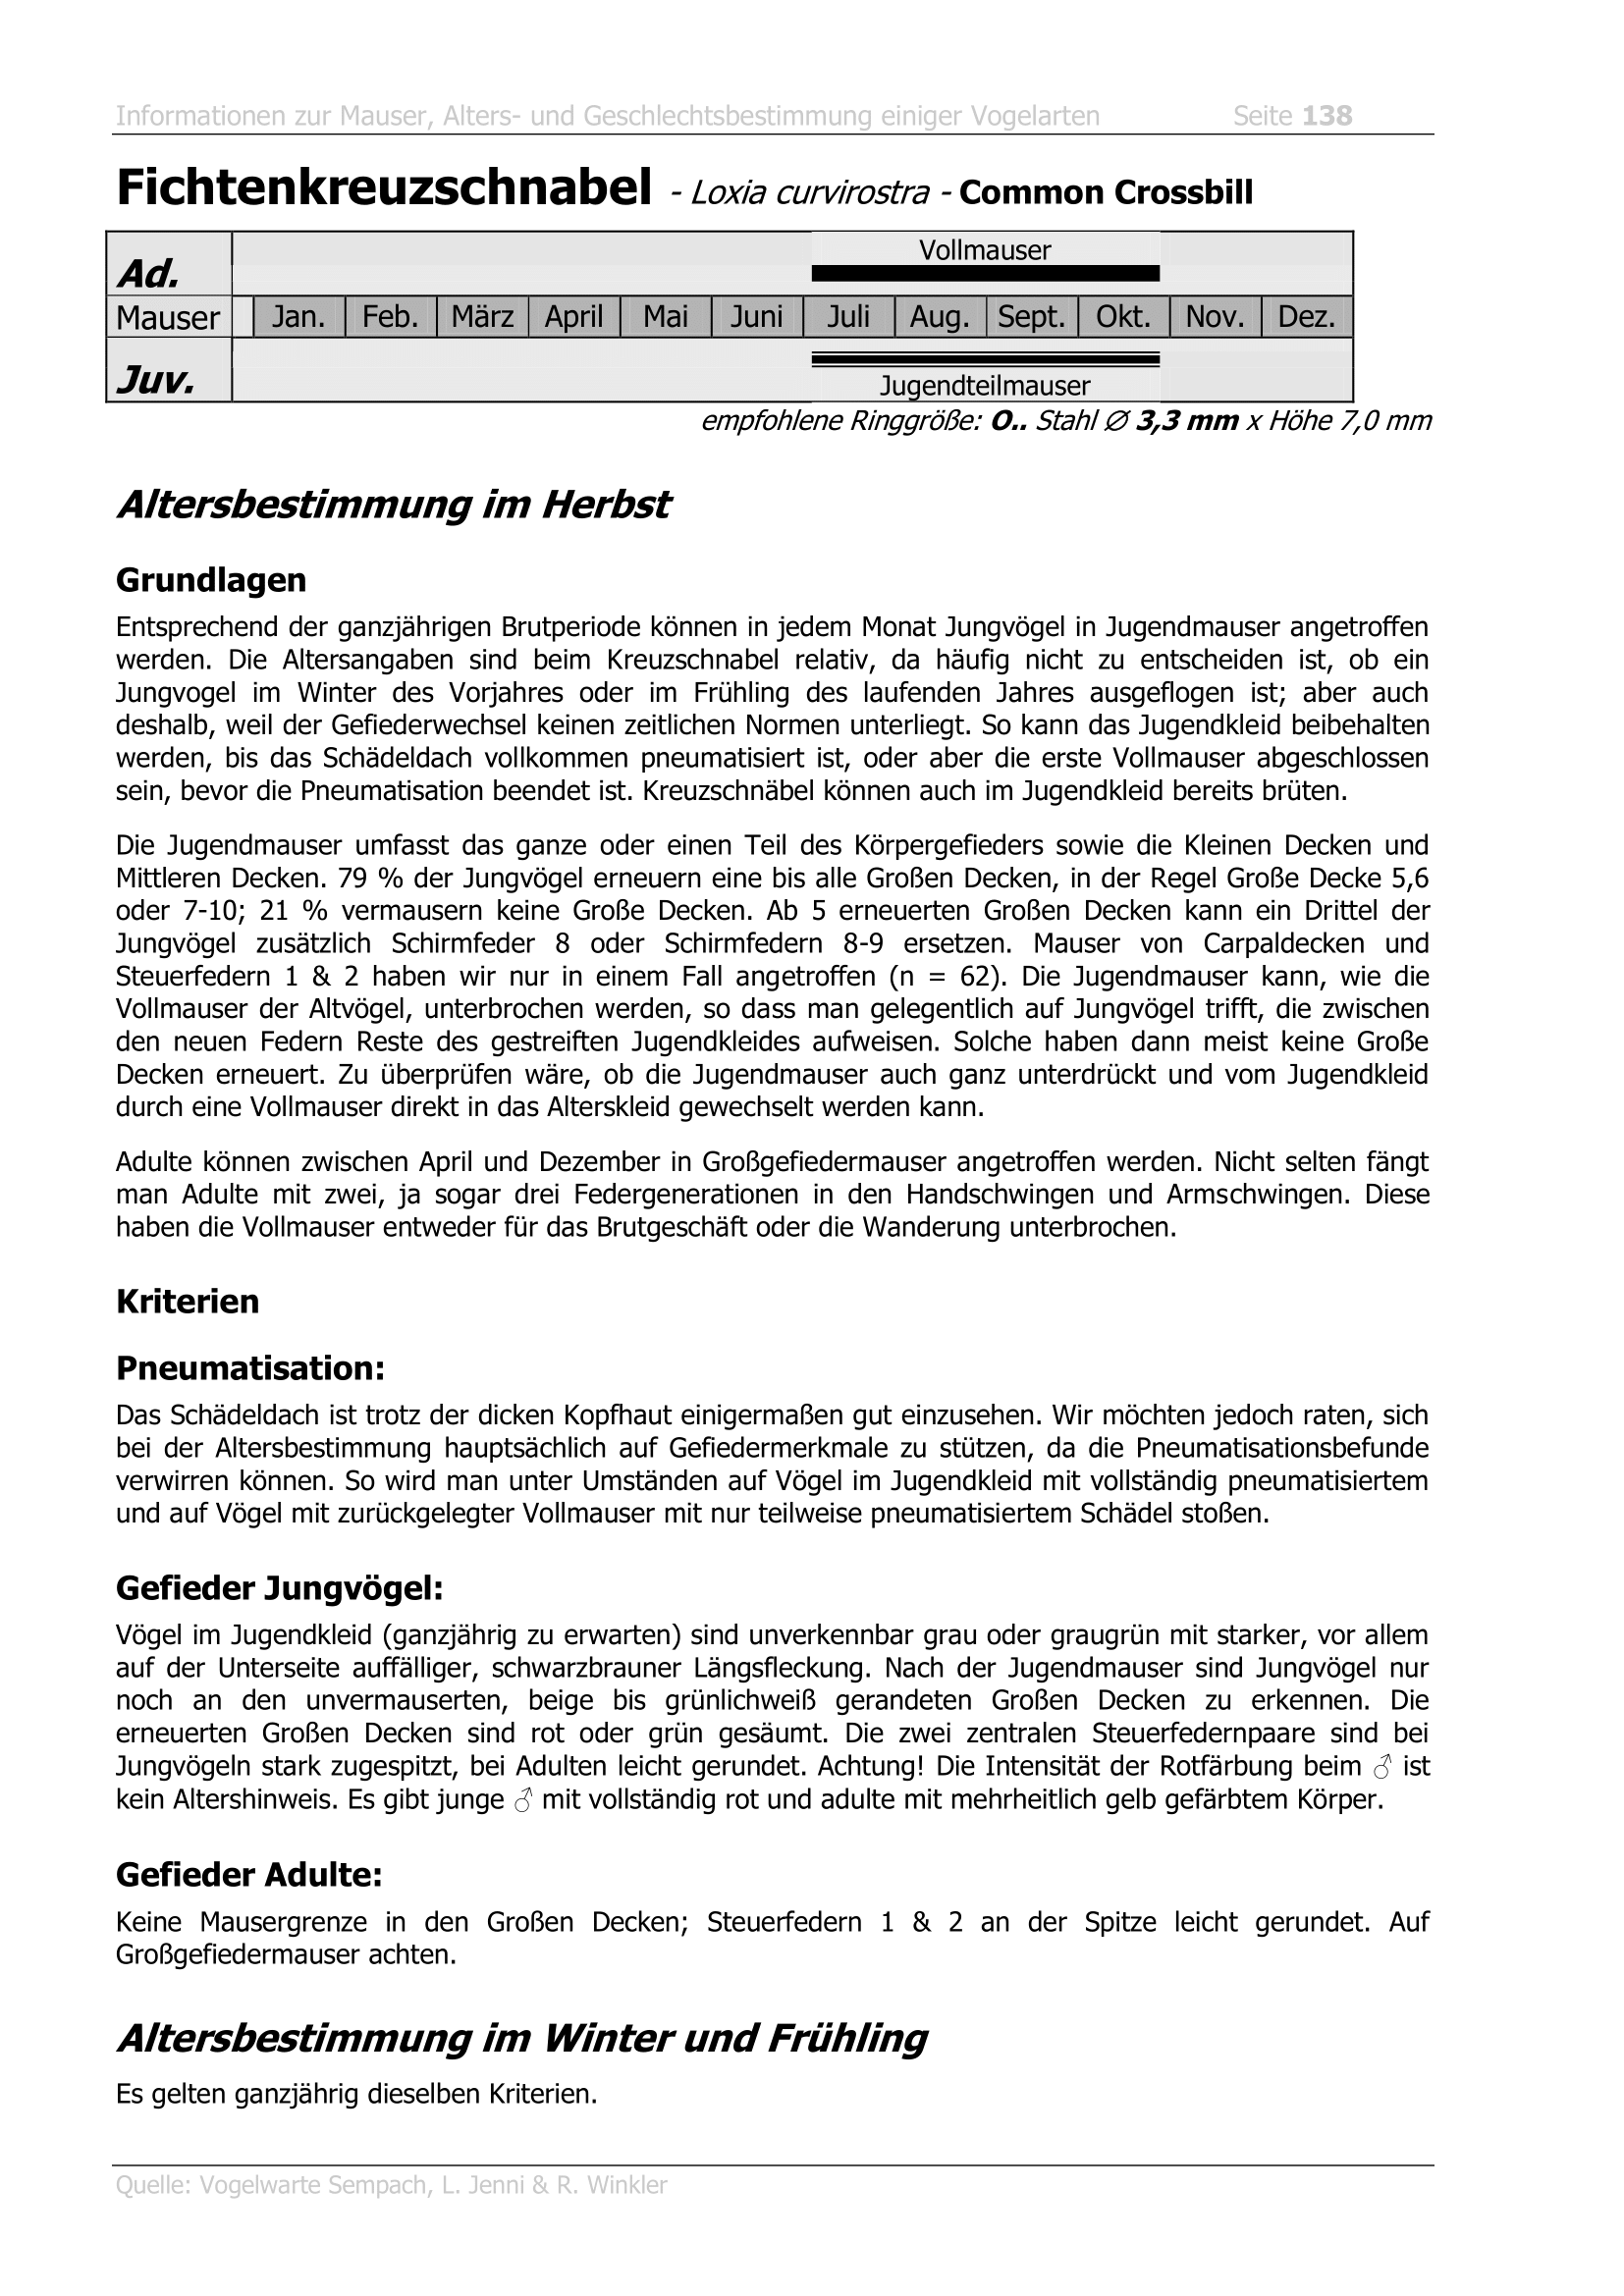 Informationen zur Mauser, Alters- und Geschlechtsbestimmung einiger Vogelarten Seite 138
Fichtenkreuzschnabel - Loxia curvirostra - Common Crossbill
Vollmauser
Ad.
Mauser Jan. Feb. März April Mai Juni Juli Aug. Sept. Okt. Nov. Dez.
Juv.
Jugendteilmauser
empfohlene Ringgröße: O.. Stahl ∅ 3,3 mm x Höhe 7,0 mm
Altersbestimmung im Herbst
Grundlagen
Entsprechend der ganzjährigen Brutperiode können in jedem Monat Jungvögel in Jugendmauser angetroffen
werden. Die Altersangaben sind beim Kreuzschnabel relativ, da häufig nicht zu entscheiden ist, ob ein
Jungvogel im Winter des Vorjahres oder im Frühling des laufenden Jahres ausgeflogen ist; aber auch
deshalb, weil der Gefiederwechsel keinen zeitlichen Normen unterliegt. So kann das Jugendkleid beibehalten
werden, bis das Schädeldach vollkommen pneumatisiert ist, oder aber die erste Vollmauser abgeschlossen
sein, bevor die Pneumatisation beendet ist. Kreuzschnäbel können auch im Jugendkleid bereits brüten.
Die Jugendmauser umfasst das ganze oder einen Teil des Körpergefieders sowie die Kleinen Decken und
Mittleren Decken. 79 % der Jungvögel erneuern eine bis alle Großen Decken, in der Regel Große Decke 5,6
oder 7-10; 21 % vermausern keine Große Decken. Ab 5 erneuerten Großen Decken kann ein Drittel der
Jungvögel zusätzlich Schirmfeder 8 oder Schirmfedern 8-9 ersetzen. Mauser von Carpaldecken und
Steuerfedern 1 & 2 haben wir nur in einem Fall angetroffen (n = 62). Die Jugendmauser kann, wie die
Vollmauser der Altvögel, unterbrochen werden, so dass man gelegentlich auf Jungvögel trifft, die zwischen
den neuen Federn Reste des gestreiften Jugendkleides aufweisen. Solche haben dann meist keine Große
Decken erneuert. Zu überprüfen wäre, ob die Jugendmauser auch ganz unterdrückt und vom Jugendkleid
durch eine Vollmauser direkt in das Alterskleid gewechselt werden kann.
Adulte können zwischen April und Dezember in Großgefiedermauser angetroffen werden. Nicht selten fängt
man Adulte mit zwei, ja sogar drei Federgenerationen in den Handschwingen und Armschwingen. Diese
haben die Vollmauser entweder für das Brutgeschäft oder die Wanderung unterbrochen.
Kriterien
Pneumatisation:
Das Schädeldach ist trotz der dicken Kopfhaut einigermaßen gut einzusehen. Wir möchten jedoch raten, sich
bei der Altersbestimmung hauptsächlich auf Gefiedermerkmale zu stützen, da die Pneumatisationsbefunde
verwirren können. So wird man unter Umständen auf Vögel im Jugendkleid mit vollständig pneumatisiertem
und auf Vögel mit zurückgelegter Vollmauser mit nur teilweise pneumatisiertem Schädel stoßen.
Gefieder Jungvögel:
Vögel im Jugendkleid (ganzjährig zu erwarten) sind unverkennbar grau oder graugrün mit starker, vor allem
auf der Unterseite auffälliger, schwarzbrauner Längsfleckung. Nach der Jugendmauser sind Jungvögel nur
noch an den unvermauserten, beige bis grünlichweiß gerandeten Großen Decken zu erkennen. Die
erneuerten Großen Decken sind rot oder grün gesäumt. Die zwei zentralen Steuerfedernpaare sind bei
Jungvögeln stark zugespitzt, bei Adulten leicht gerundet. Achtung! Die Intensität der Rotfärbung beim ♂ ist
kein Altershinweis. Es gibt junge ♂ mit vollständig rot und adulte mit mehrheitlich gelb gefärbtem Körper.
Gefieder Adulte:
Keine Mausergrenze in den Großen Decken; Steuerfedern 1 & 2 an der Spitze leicht gerundet. Auf
Großgefiedermauser achten.
Altersbestimmung im Winter und Frühling
Es gelten ganzjährig dieselben Kriterien.
Quelle: Vogelwarte Sempach, L. Jenni & R. Winkler